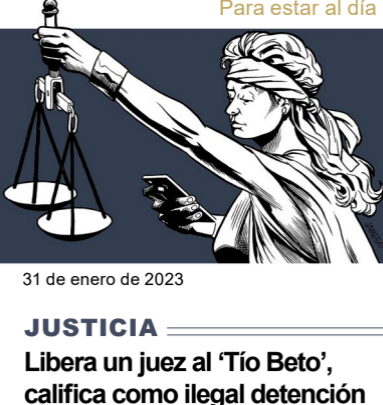 Para estar al día
31 de enero de 2023
JUSTICIA
Libera un juez al ‘Tío Beto’,
califica como ilegal detención